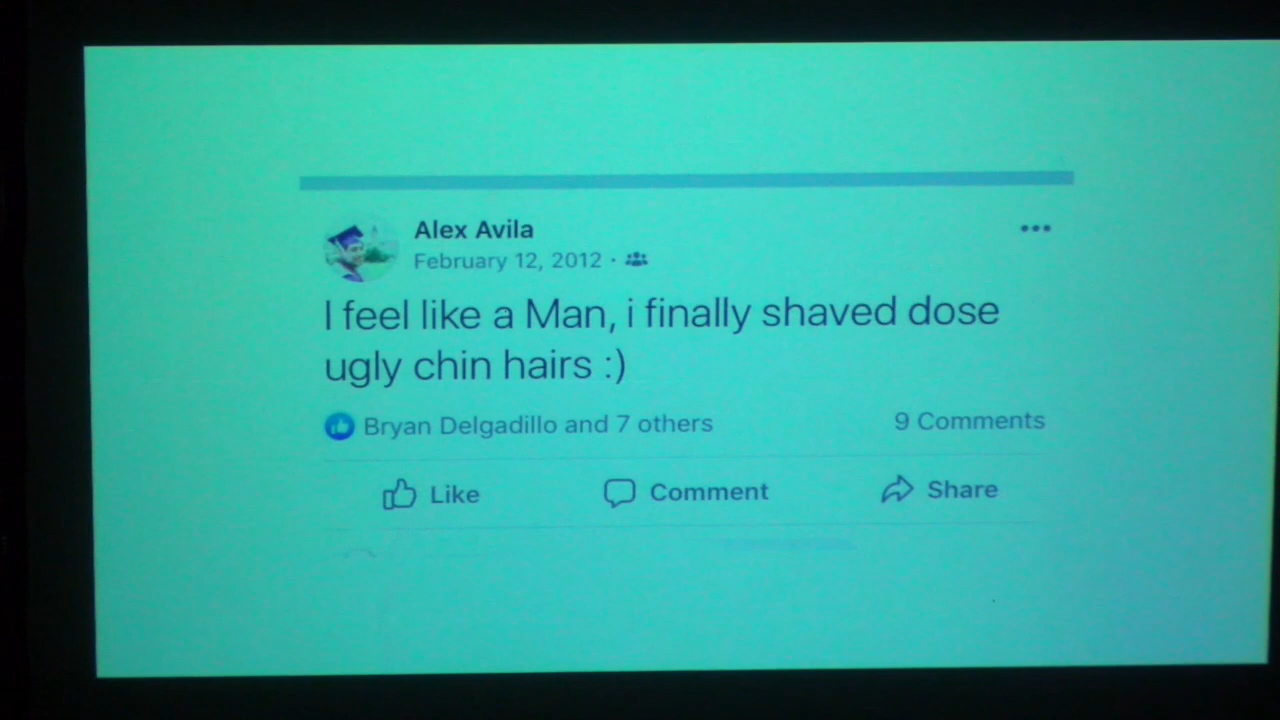 Alex Avila
February 12, 2012 ·
I feel like a Man, i finally shaved dose
ugly chin hairs :)
Bryan Delgadillo and 7 others
9 Comments
Like
Comment
Share